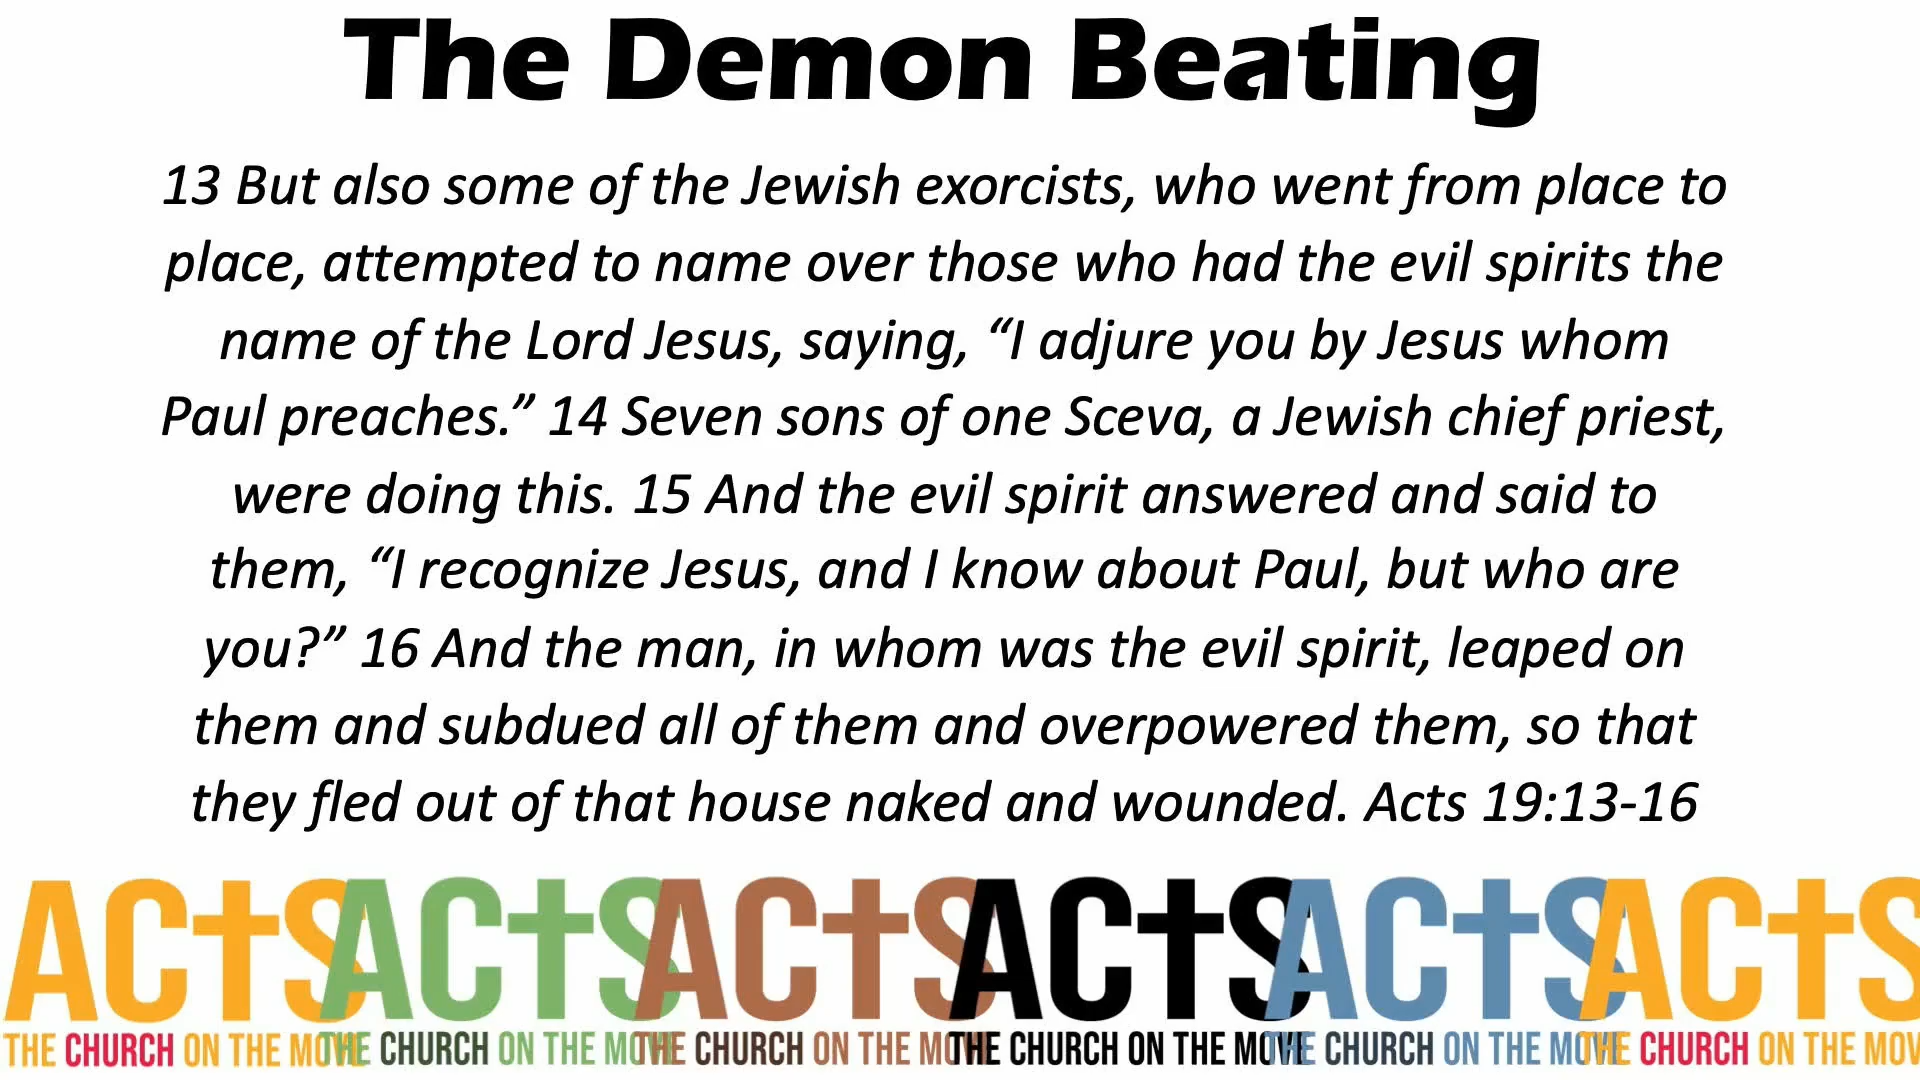 The Demon Beating
13 But also some of the Jewish exorcists, who went from place to
place, attempted to name over those who had the evil spirits the
name of the Lord Jesus, saying, “I adjure you by Jesus whom
Paul preaches.” 14 Seven sons of one Sceva, a Jewish chief priest,
were doing this. 15 And the evil spirit answered and said to
them, “I recognize Jesus, and I know about Paul, but who are
you?” 16 And the man, in whom was the evil spirit, leaped on
them and subdued all of them and overpowered them, so that
they fled out of that house naked and wounded. Acts 19:13-16
ACtS ACtS ACtS ACtS ACtS ACtS
THE CHURCH ON THE MOVE THE CHURCH ON THE MOVE THE CHURCH ON THE MOVE THE CHURCH ON THE MOVE THE CHURCH ON THE MOVE THE CHURCH ON THE MOV